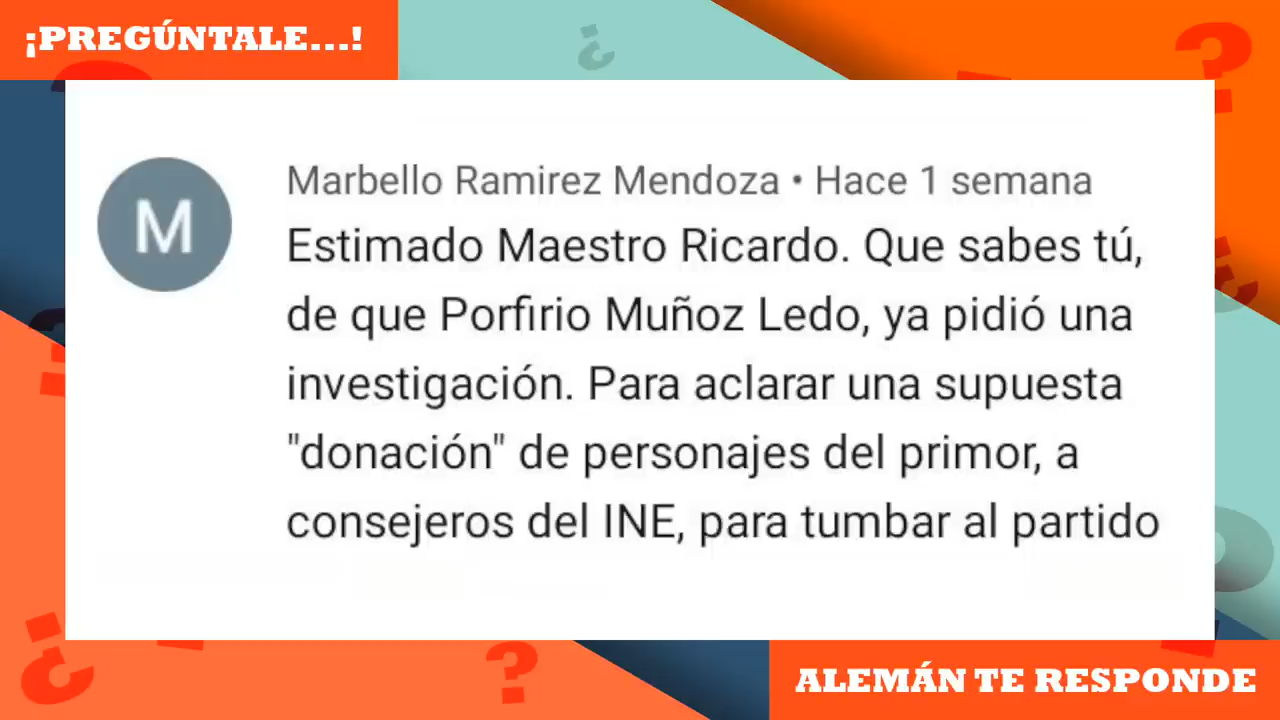 ¡PREGÚNTALE...!
M
Marbello Ramirez Mendoza • Hace 1 semana
Estimado Maestro Ricardo. Que sabes tú,
de que Porfirio Muñoz Ledo, ya pidió una
investigación. Para aclarar una supuesta
"donación" de personajes del primor, a
consejeros del INE, para tumbar al partido
ALEMÁN TE RESPONDE